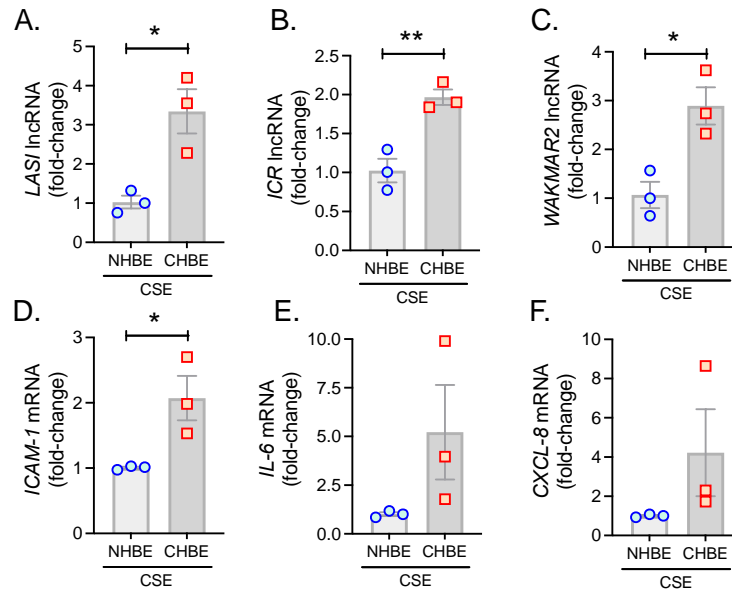 A.
*
LASI lncRNA
(fold-change)
5
4
3
2
1
0
NHBE CHBE
CSE
B.
**
ICR lncRNA
(fold-change)
2.5
2.0
1.5
1.0
0.5
0.0
NHBE CHBE
CSE
C.
*
WAKMAR2 lncRNA
(fold-change)
4
3
2
1
0
NHBE CHBE
CSE
D.
*
ICAM-1 mRNA
(fold-change)
3
2
1
0
NHBE CHBE
CSE
E.
IL-6 mRNA
(fold-change)
10.0
7.5
5.0
2.5
0.0
NHBE CHBE
CSE
F.
CXCL-8 mRNA
(fold-change)
10
8
6
4
2
0
NHBE CHBE
CSE